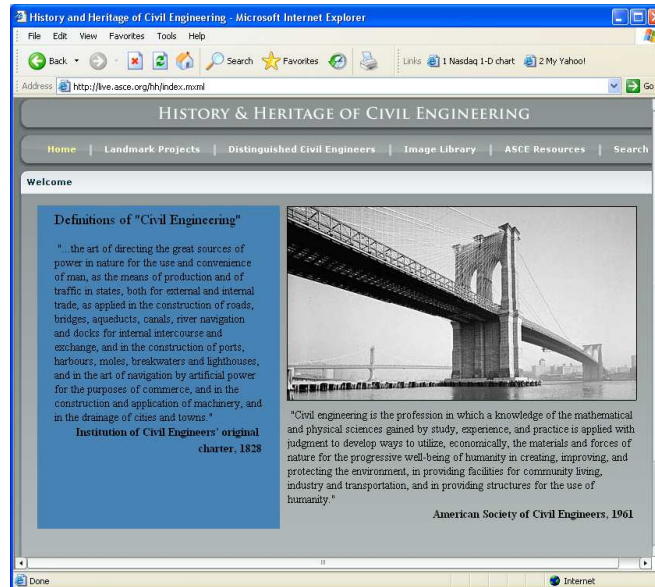 History and Heritage of Civil Engineering - Microsoft Internet Explorer
File Edit View Favorites Tools Help
Back Search Favorites Links 1 Nasdaq 1-D chart 2 My Yahoo!
Address http://live.asce.org/hh/index.mxml Go
HISTORY & HERITAGE OF CIVIL ENGINEERING
Home | Landmark Projects | Distinguished Civil Engineers | Image Library | ASCE Resources | Search
Welcome
Definitions of "Civil Engineering"
"...the art of directing the great sources of
power in nature for the use and convenience
of man, as the means of production and of
traffic in states, both for external and internal
trade, as applied in the construction of roads,
bridges, aqueducts, canals, river navigation
and docks for internal intercourse and
exchange, and in the construction of ports,
harbours, moles, breakwaters and lighthouses,
and in the art of navigation by artificial power
for the purposes of commerce, and in the
construction and application of machinery, and
in the drainage of cities and towns."
Institution of Civil Engineers' original
charter, 1828
"Civil engineering is the profession in which a knowledge of the mathematical
and physical sciences gained by study, experience, and practice is applied with
judgment to develop ways to utilize, economically, the materials and forces of
nature for the progressive well-being of humanity in creating, improving, and
protecting the environment, in providing facilities for community living,
industry and transportation, and in providing structures for the use of
humanity."
American Society of Civil Engineers, 1961
Done Internet